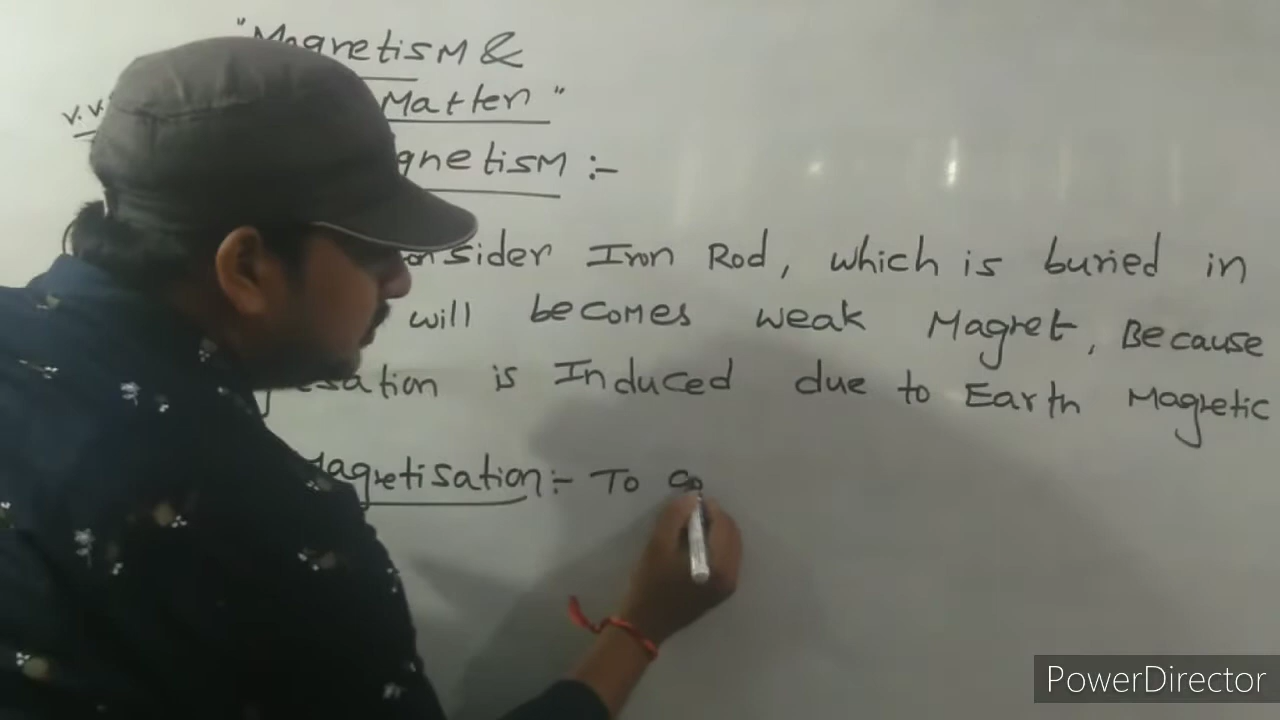 "Magnetism &
v.v Matter"
gnetism :-
onsider Iron Rod, which is buried in
will becomes weak Magnet, Because
sation is Induced due to Earth Magnetic
Magnetisation :- To co
PowerDirector